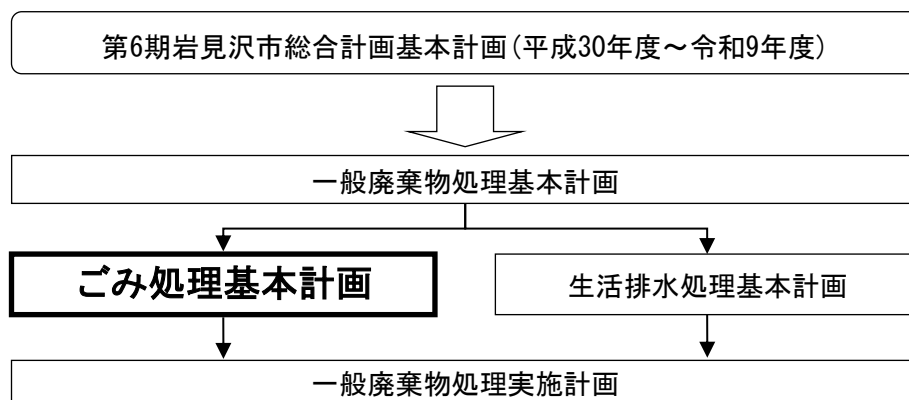 第6期岩見沢市総合計画基本計画(平成30年度～令和9年度)
一般廃棄物処理基本計画
ごみ処理基本計画
生活排水処理基本計画
一般廃棄物処理実施計画